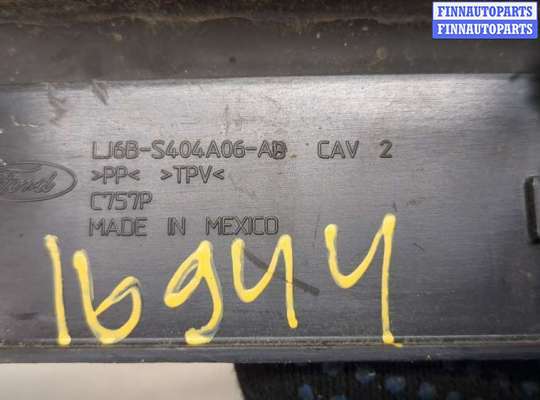 FINNAUTOPARTS
FINNAUTOPARTS
LJ6B-S404A06-AB CAV 2
Ford
>PP< >TPV<
C757P
MADE IN MEXICO
16944